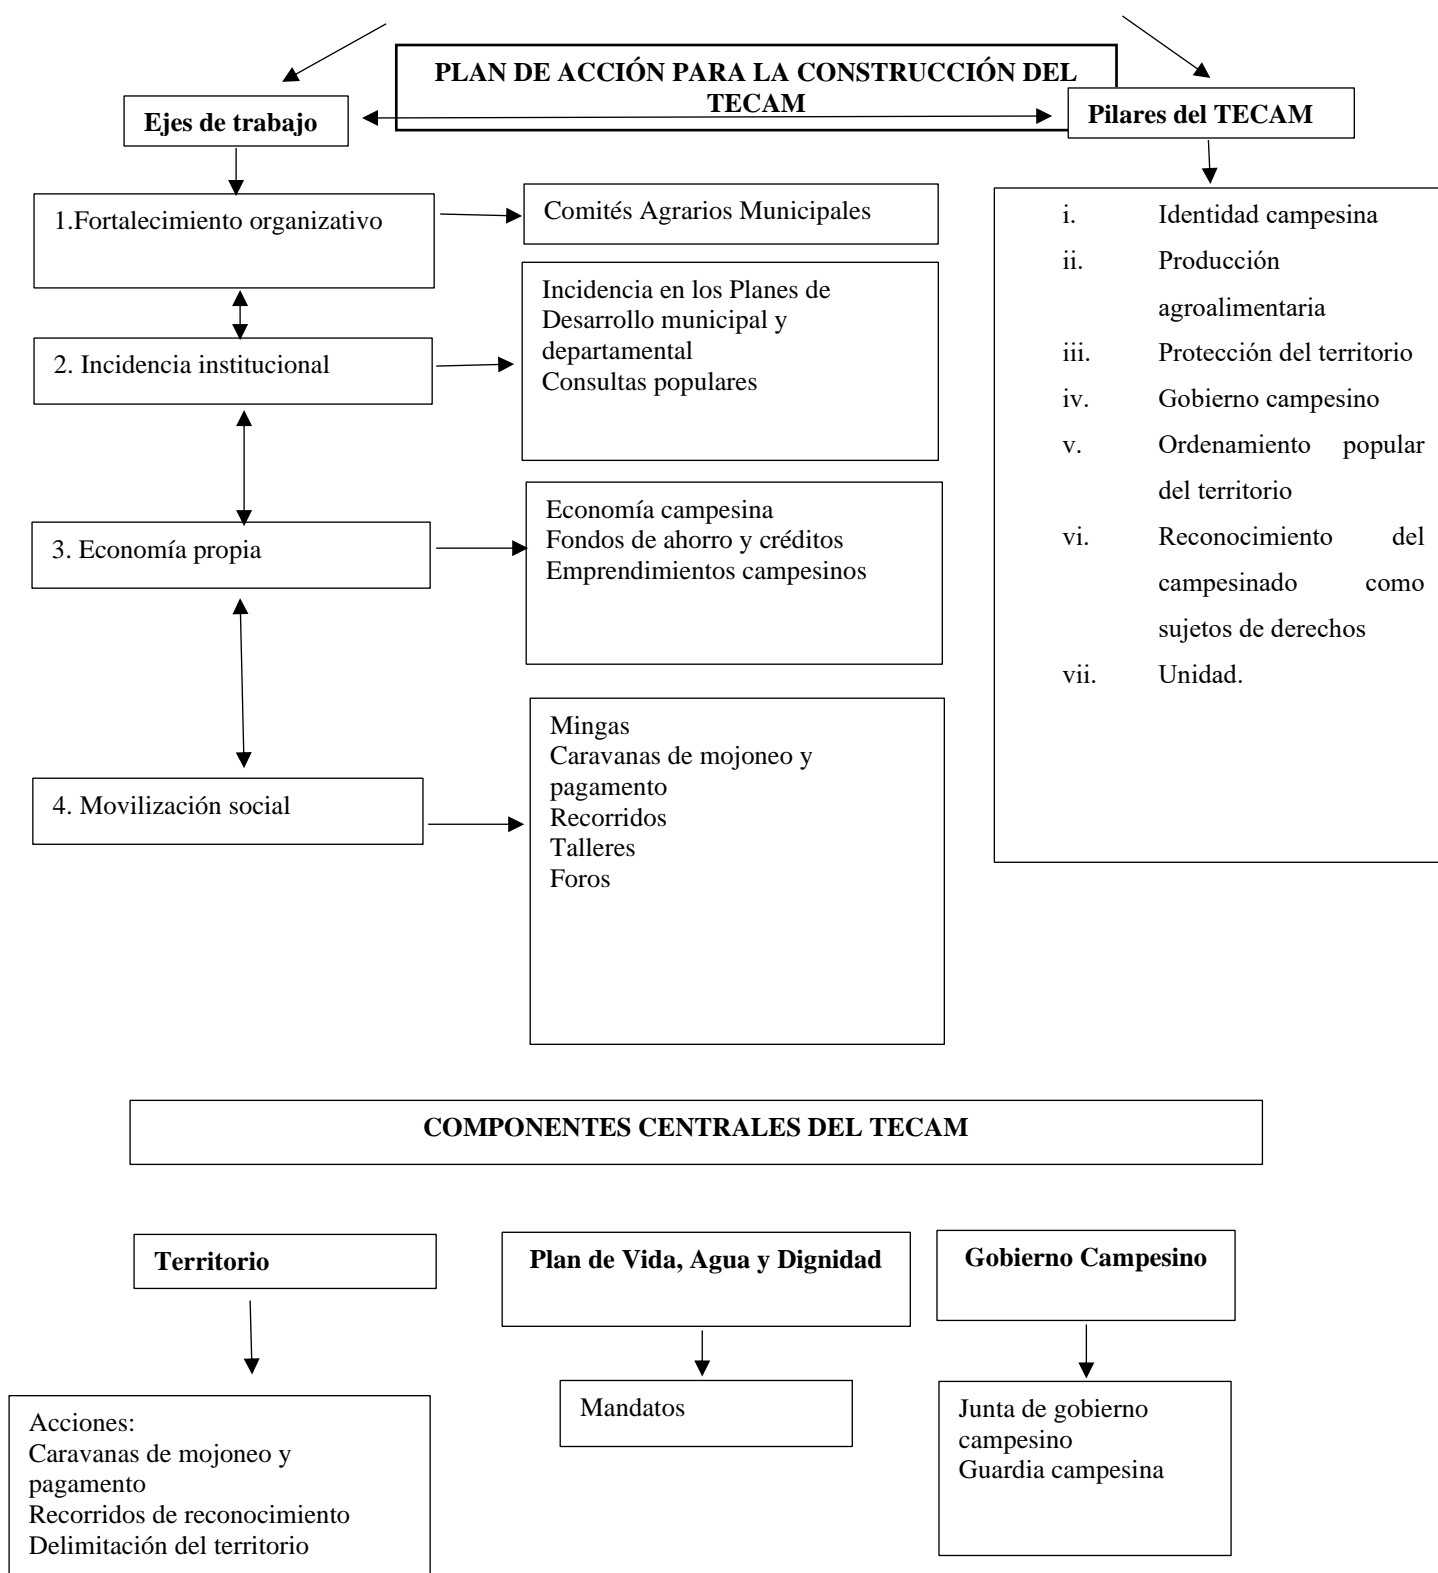 PLAN DE ACCIÓN PARA LA CONSTRUCCIÓN DEL
TECAM
Ejes de trabajo
Pilares del TECAM
1.Fortalecimiento organizativo
Comités Agrarios Municipales
2. Incidencia institucional
Incidencia en los Planes de
Desarrollo municipal y
departamental
Consultas populares
3. Economía propia
Economía campesina
Fondos de ahorro y créditos
Emprendimientos campesinos
4. Movilización social
Mingas
Caravanas de mojoneo y
pagamento
Recorridos
Talleres
Foros
i. Identidad campesina
ii. Producción
agroalimentaria
iii. Protección del territorio
iv. Gobierno campesino
v. Ordenamiento popular
del territorio
vi. Reconocimiento del
campesinado como
sujetos de derechos
vii. Unidad.
COMPONENTES CENTRALES DEL TECAM
Territorio
Acciones:
Caravanas de mojoneo y
pagamento
Recorridos de reconocimiento
Delimitación del territorio
Plan de Vida, Agua y Dignidad
Mandatos
Gobierno Campesino
Junta de gobierno
campesino
Guardia campesina